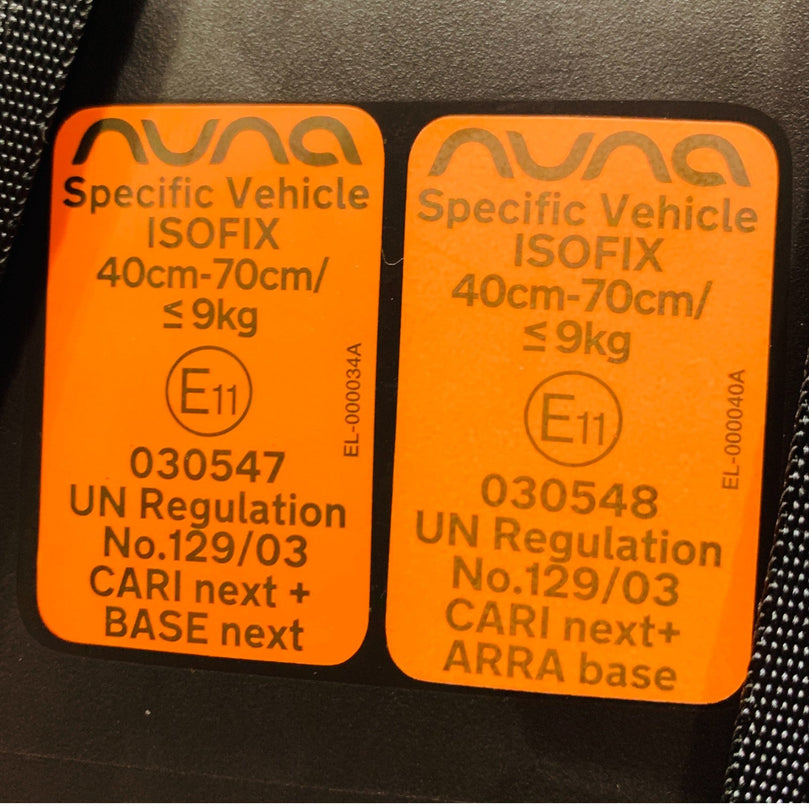 nuna
Specific Vehicle
ISOFIX
40cm-70cm/
≤ 9kg
E11
EL-000034A
030547
UN Regulation
No.129/03
CARI next +
BASE next
nuna
Specific Vehicle
ISOFIX
40cm-70cm/
≤ 9kg
E11
EL-000040A
030548
UN Regulation
No.129/03
CARI next+
ARRA base